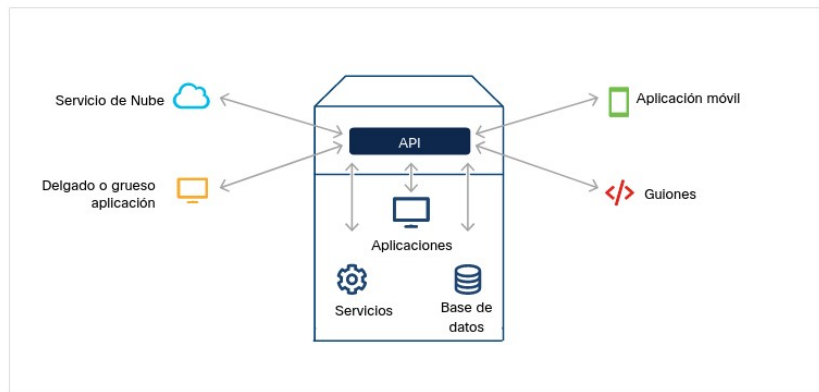 Servicio de Nube
Aplicación móvil
API
Delgado o grueso
aplicación
</>
Guiones
Aplicaciones
Servicios
Base de
datos